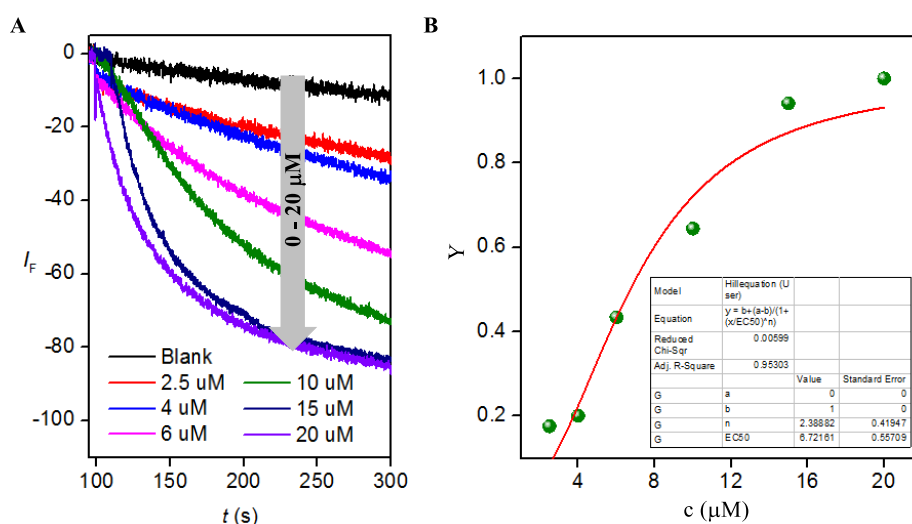 A
0
-20
-40
-60
-80
-100
I_F
0 - 20 µM
Blank
2.5 uM
4 uM
6 uM
10 uM
15 uM
20 uM
100 150 200 250 300
t (s)
B
1.0
0.8
0.6
0.4
0.2
Y
Model Hillequation (U
ser)
Equation y = b+(a-b)/(1+
(x/EC50)^n)
Reduced
Chi-Sqr 0.00599
Adj. R-Square 0.95303
Value Standard Error
G a 0 0
G b 1 0
G n 2.38882 0.41947
G EC50 6.72161 0.55709
4 8 12 16 20
c (µM)